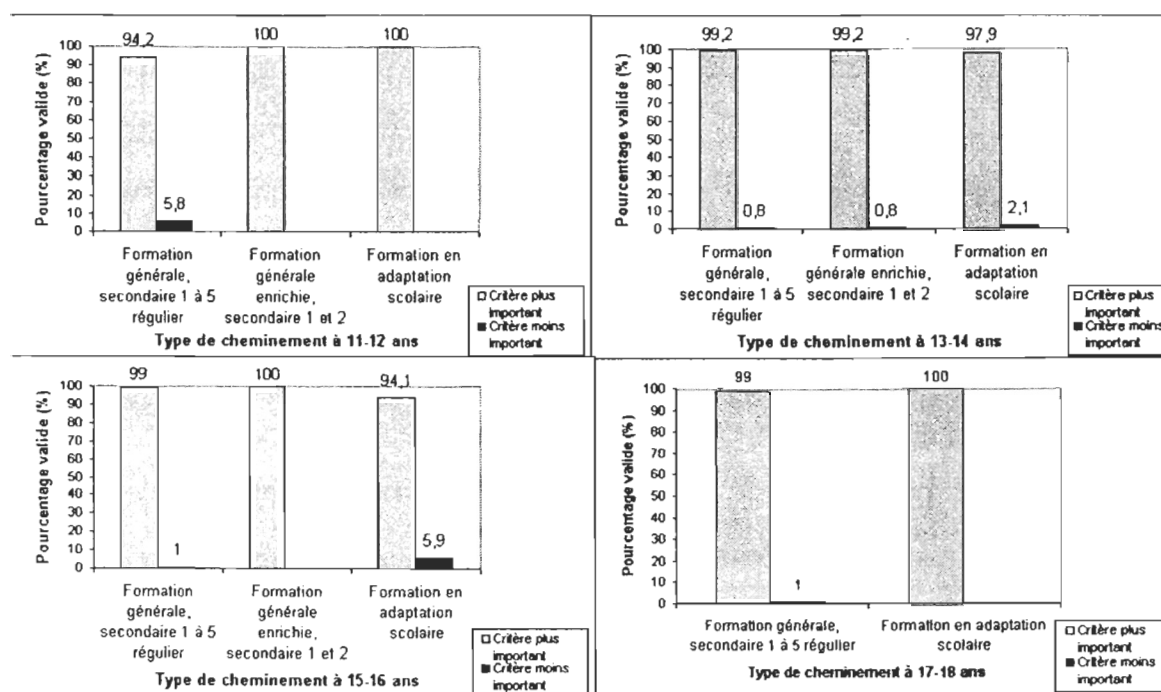 94,2
100
100
Pourcentage valide (%)
100
90
80
70
60
50
40
30
20
10
0
5,8
Formation générale, secondaire 1 à 5 régulier
Formation générale enrichie, secondaire 1 et 2
Formation en adaptation scolaire
Critère plus important
Critère moins important
Type de cheminement à 11-12 ans
99,2
99,2
97,9
Pourcentage valide (%)
100
90
80
70
60
50
40
30
20
10
0
0,8
0,8
2,1
Formation générale, secondaire 1 à 5 régulier
Formation générale enrichie, secondaire 1 et 2
Formation en adaptation scolaire
Critère plus important
Critère moins important
Type de cheminement à 13-14 ans
99
100
94,1
Pourcentage valide (%)
100
90
80
70
60
50
40
30
20
10
0
1
5,9
Formation générale, secondaire 1 à 5 régulier
Formation générale enrichie, secondaire 1 et 2
Formation en adaptation scolaire
Critère plus important
Critère moins important
Type de cheminement à 15-16 ans
99
100
Pourcentage valide (%)
100
90
80
70
60
50
40
30
20
10
0
1
Formation générale, secondaire 1 à 5 régulier
Formation en adaptation scolaire
Critère plus important
Critère moins important
Type de cheminement à 17-18 ans